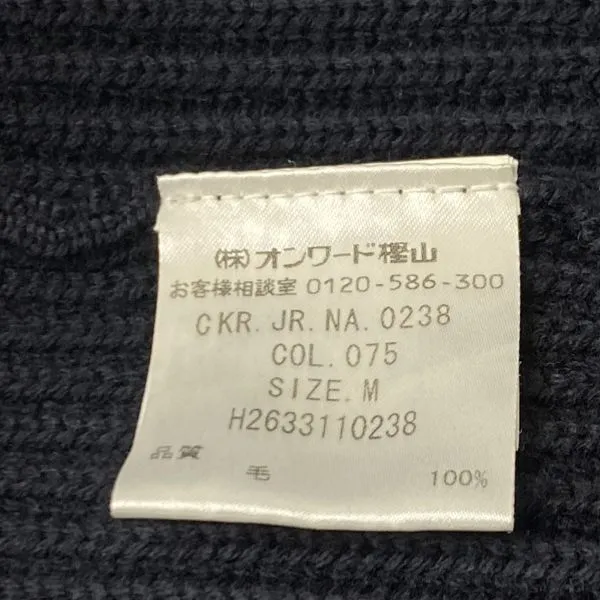 (株)オンワード樫山
お客様相談室 0120-586-300
CKR.JR.NA.0238
COL.075
SIZE.M
H2633110238
品質
毛 100%